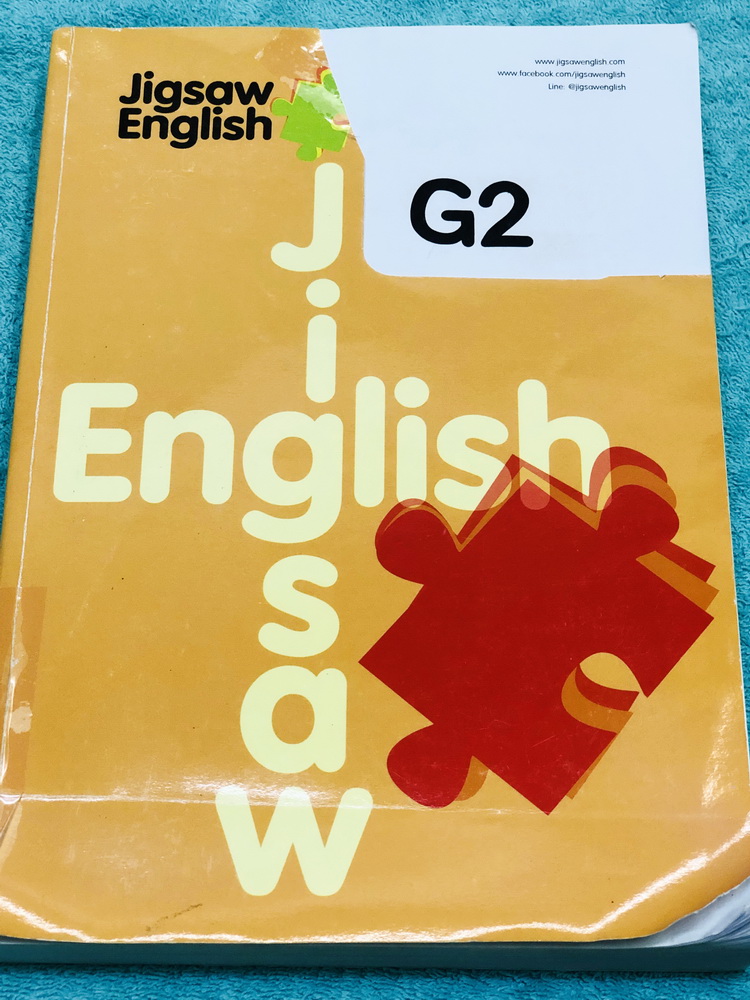 Jigsaw
English
www.jigsawenglish.com
www.facebook.com/jigsawenglish
Line: @jigsawenglish
G2
Jigsaw
English